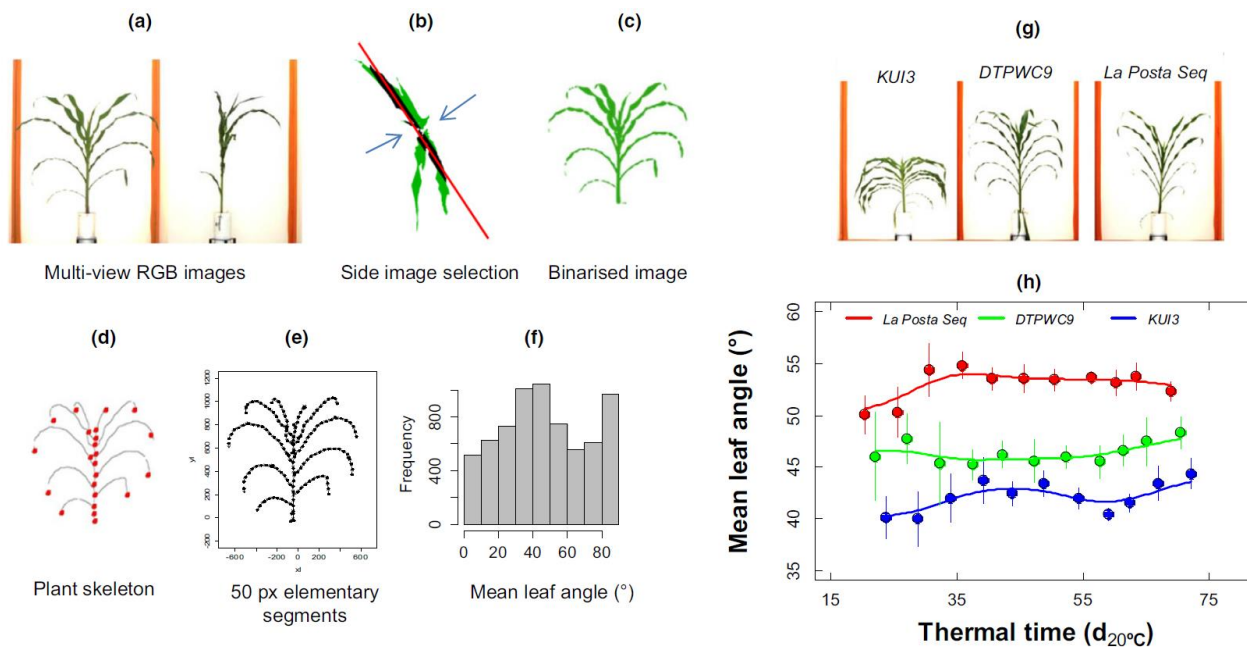 (a)
(b)
(c)
Multi-view RGB images
Side image selection
Binarised image
(d)
(e)
(f)
Plant skeleton
1200
1000
800
600
400
200
0
-200
yl
-600
-200
0
200
600
xl
50 px elementary
segments
Frequency
0
400
800
0
20
40
60
80
Mean leaf angle (°)
(g)
KUI3
DTPWC9
La Posta Seq
(h)
La Posta Seq
DTPWC9
KUI3
Mean leaf angle (°)
60
55
50
45
40
35
15
35
55
75
Thermal time (d20ºC)